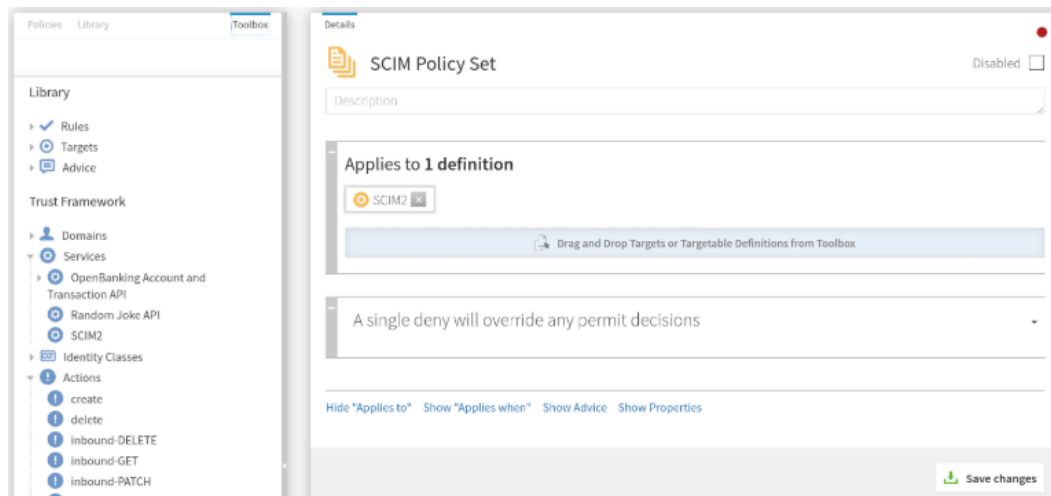 Policies Library Toolbox
Library
Rules
Targets
Advice
Trust Framework
Domains
Services
OpenBanking Account and
Transaction API
Random Joke API
SCIM2
Identity Classes
Actions
create
delete
inbound-DELETE
inbound-GET
inbound-PATCH
Details
SCIM Policy Set
Disabled
Description
Applies to 1 definition
SCIM2
Drag and Drop Targets or Targetable Definitions from Toolbox
A single deny will override any permit decisions
Hide "Applies to" Show "Applies when" Show Advice Show Properties
Save changes